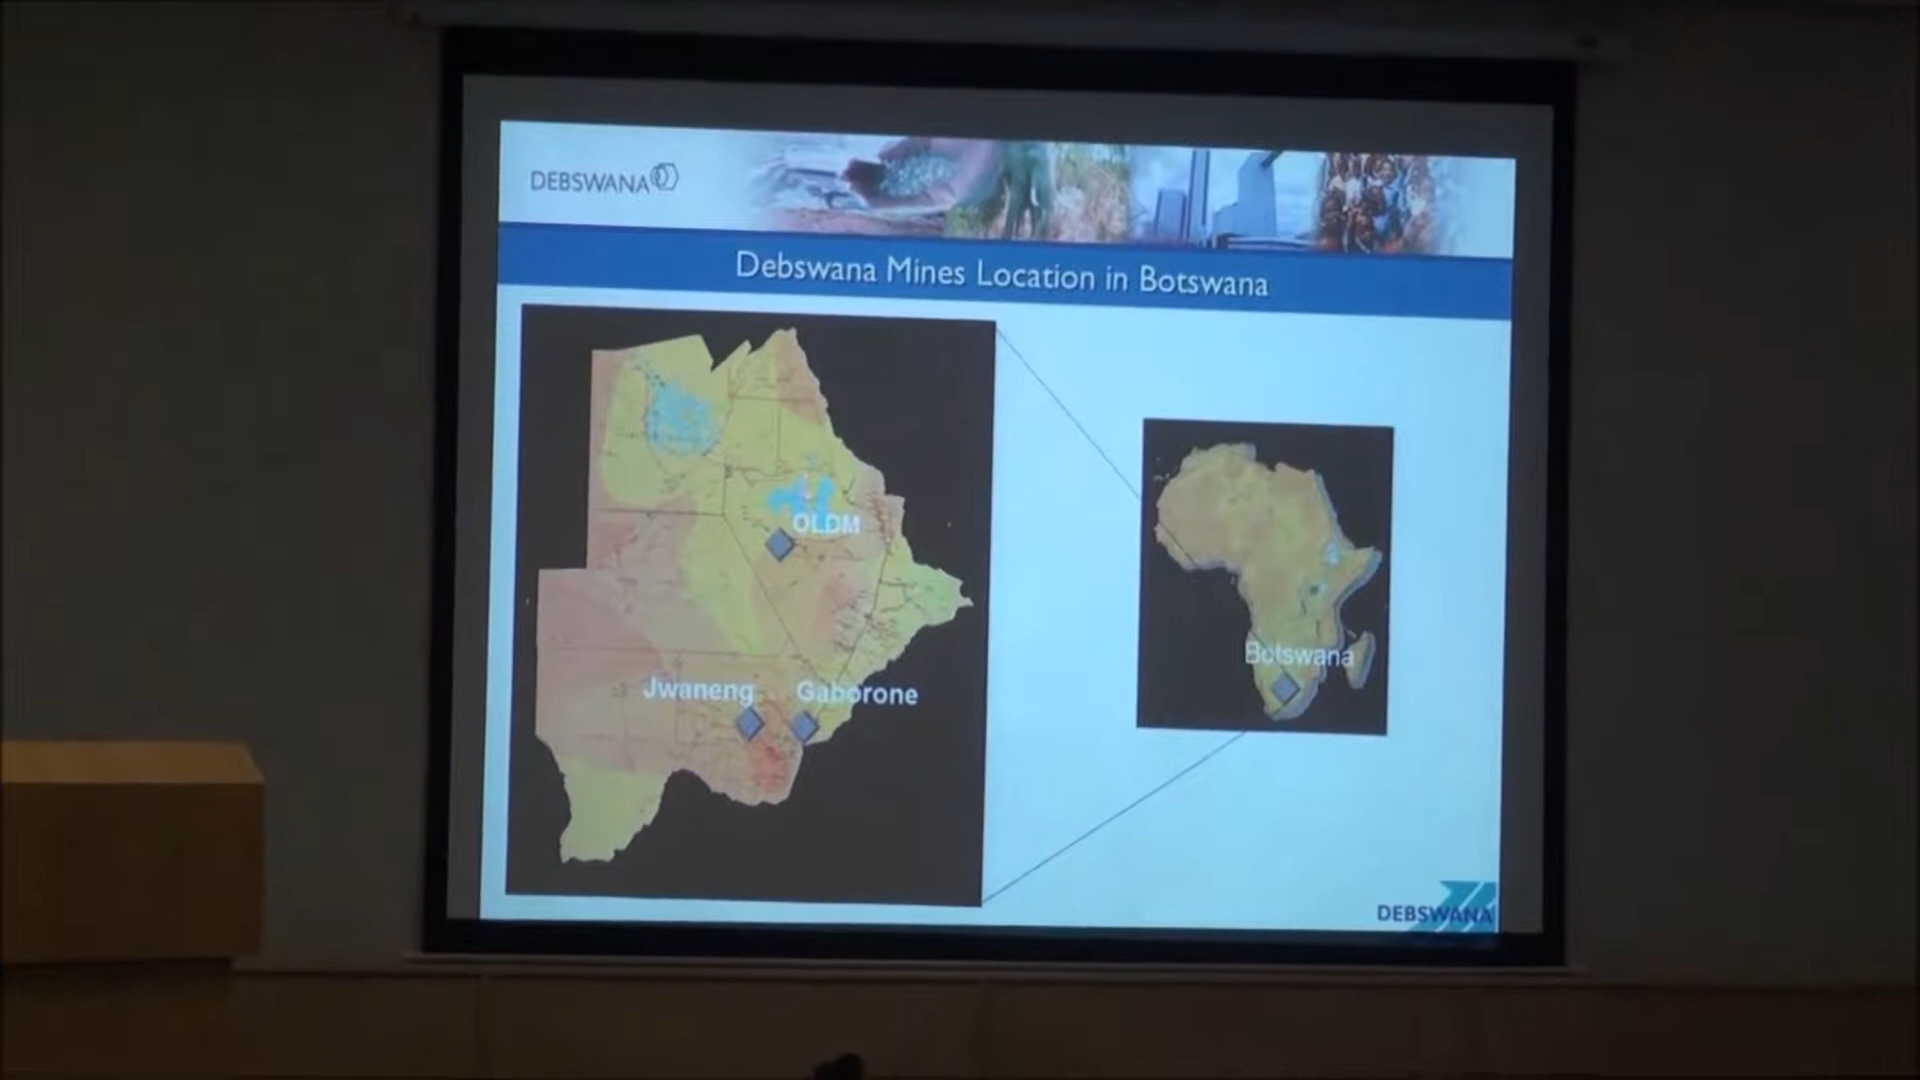 DEBSWANA
Debswana Mines Location in Botswana
OLDM
Jwaneng
Gaborone
Botswana
DEBSWANA